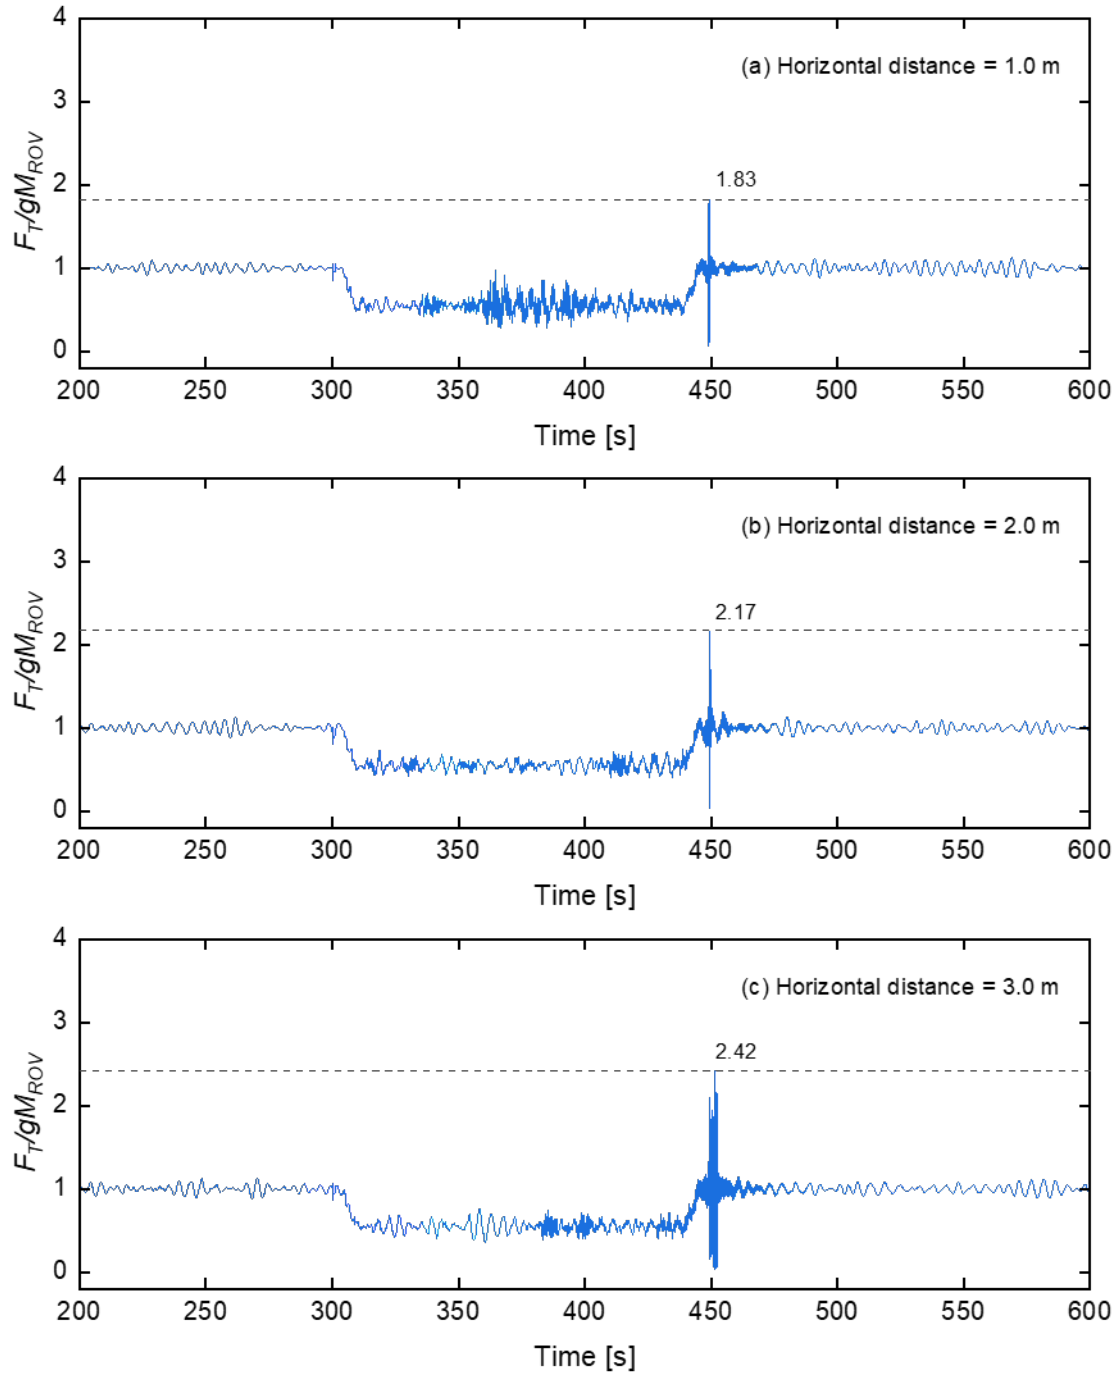 4
3
2
1
0
F_T/gM_ROV
(a) Horizontal distance = 1.0 m
1.83
200 250 300 350 400 450 500 550 600
Time [s]
4
3
2
1
0
F_T/gM_ROV
(b) Horizontal distance = 2.0 m
2.17
200 250 300 350 400 450 500 550 600
Time [s]
4
3
2
1
0
F_T/gM_ROV
(c) Horizontal distance = 3.0 m
2.42
200 250 300 350 400 450 500 550 600
Time [s]